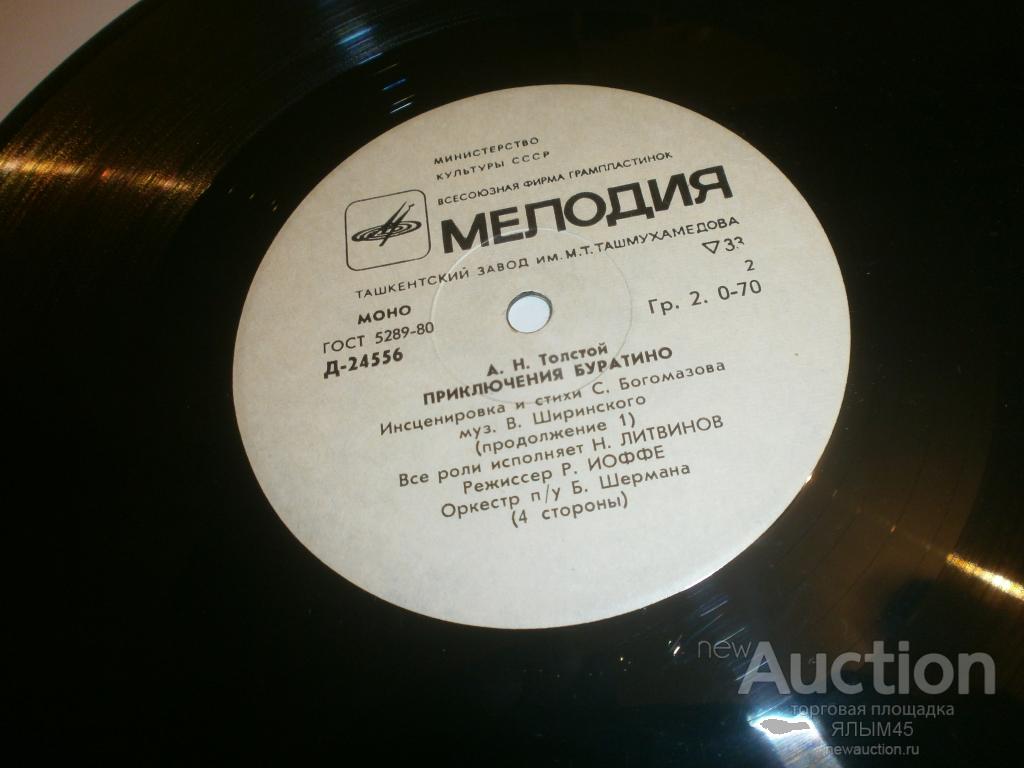 МИНИСТЕРСТВО
КУЛЬТУРЫ СССР
ВСЕСОЮЗНАЯ ФИРМА ГРАМПЛАСТИНОК
МЕЛОДИЯ
ТАШКЕНТСКИЙ ЗАВОД ИМ. М. Т. ТАШМУХАМЕДОВА
МОНО
▽33
ГОСТ 5289-80
2
Д-24556
Гр. 2. 0-70
А. Н. Толстой
ПРИКЛЮЧЕНИЯ БУРАТИНО
Инсценировка и стихи С. Богомазова
муз. В. Ширинского
(продолжение 1)
Все роли исполняет Н. ЛИТВИНОВ
Режиссер Р. ИОФФЕ
Оркестр п/у Б. Шермана
(4 стороны)
newAuction
торговая площадка
ЯЛЫМ45
newauction.ru